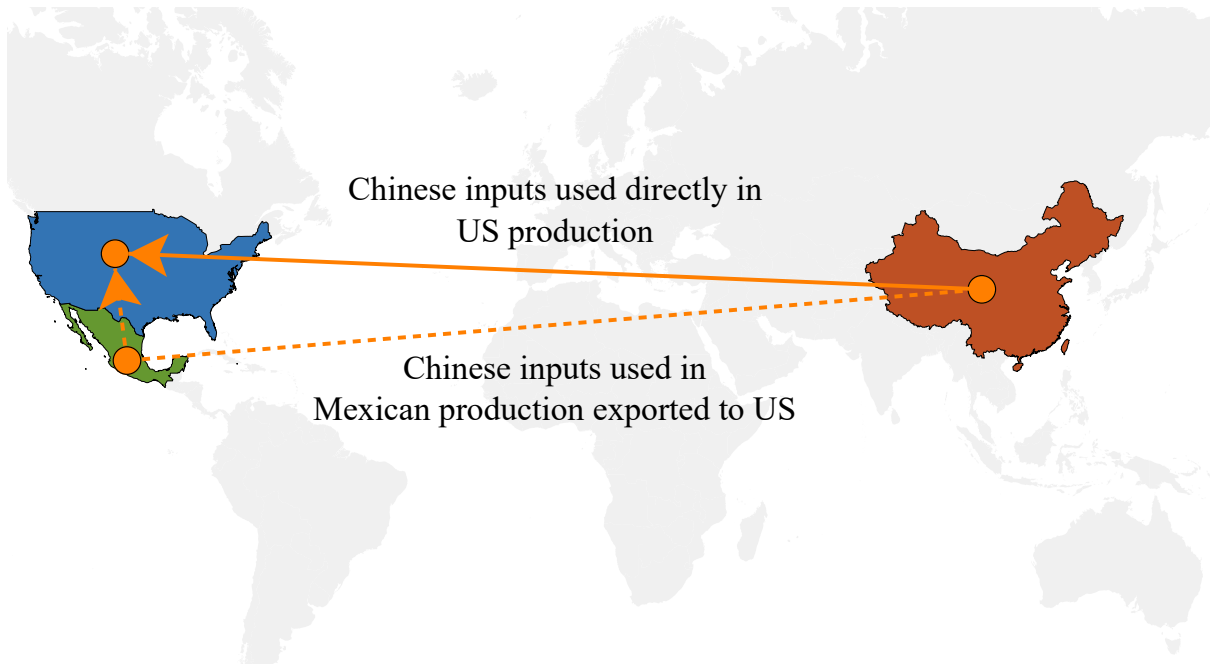 Chinese inputs used directly in
US production
Chinese inputs used in
Mexican production exported to US